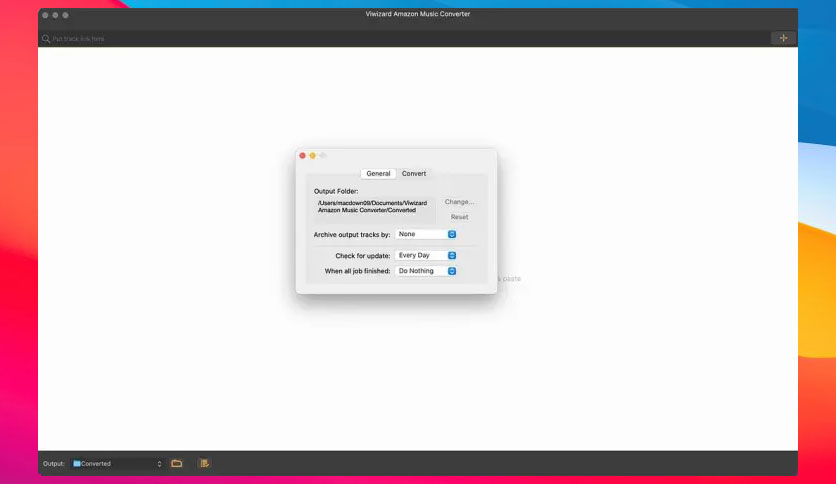 Viwizard Amazon Music Converter
Put track link here
General Convert
Output Folder:
/Users/macdown09/Documents/Viwizard
Amazon Music Converter/Converted
Change...
Reset
Archive output tracks by: None
Check for update: Every Day
When all job finished: Do Nothing
paste
Output: Converted